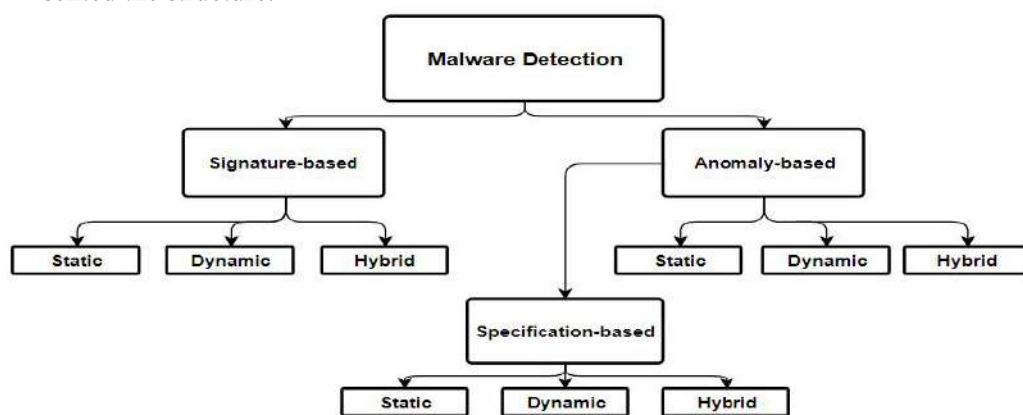 Malware Detection
Signature-based
Anomaly-based
Static
Dynamic
Hybrid
Static
Dynamic
Hybrid
Specification-based
Static
Dynamic
Hybrid